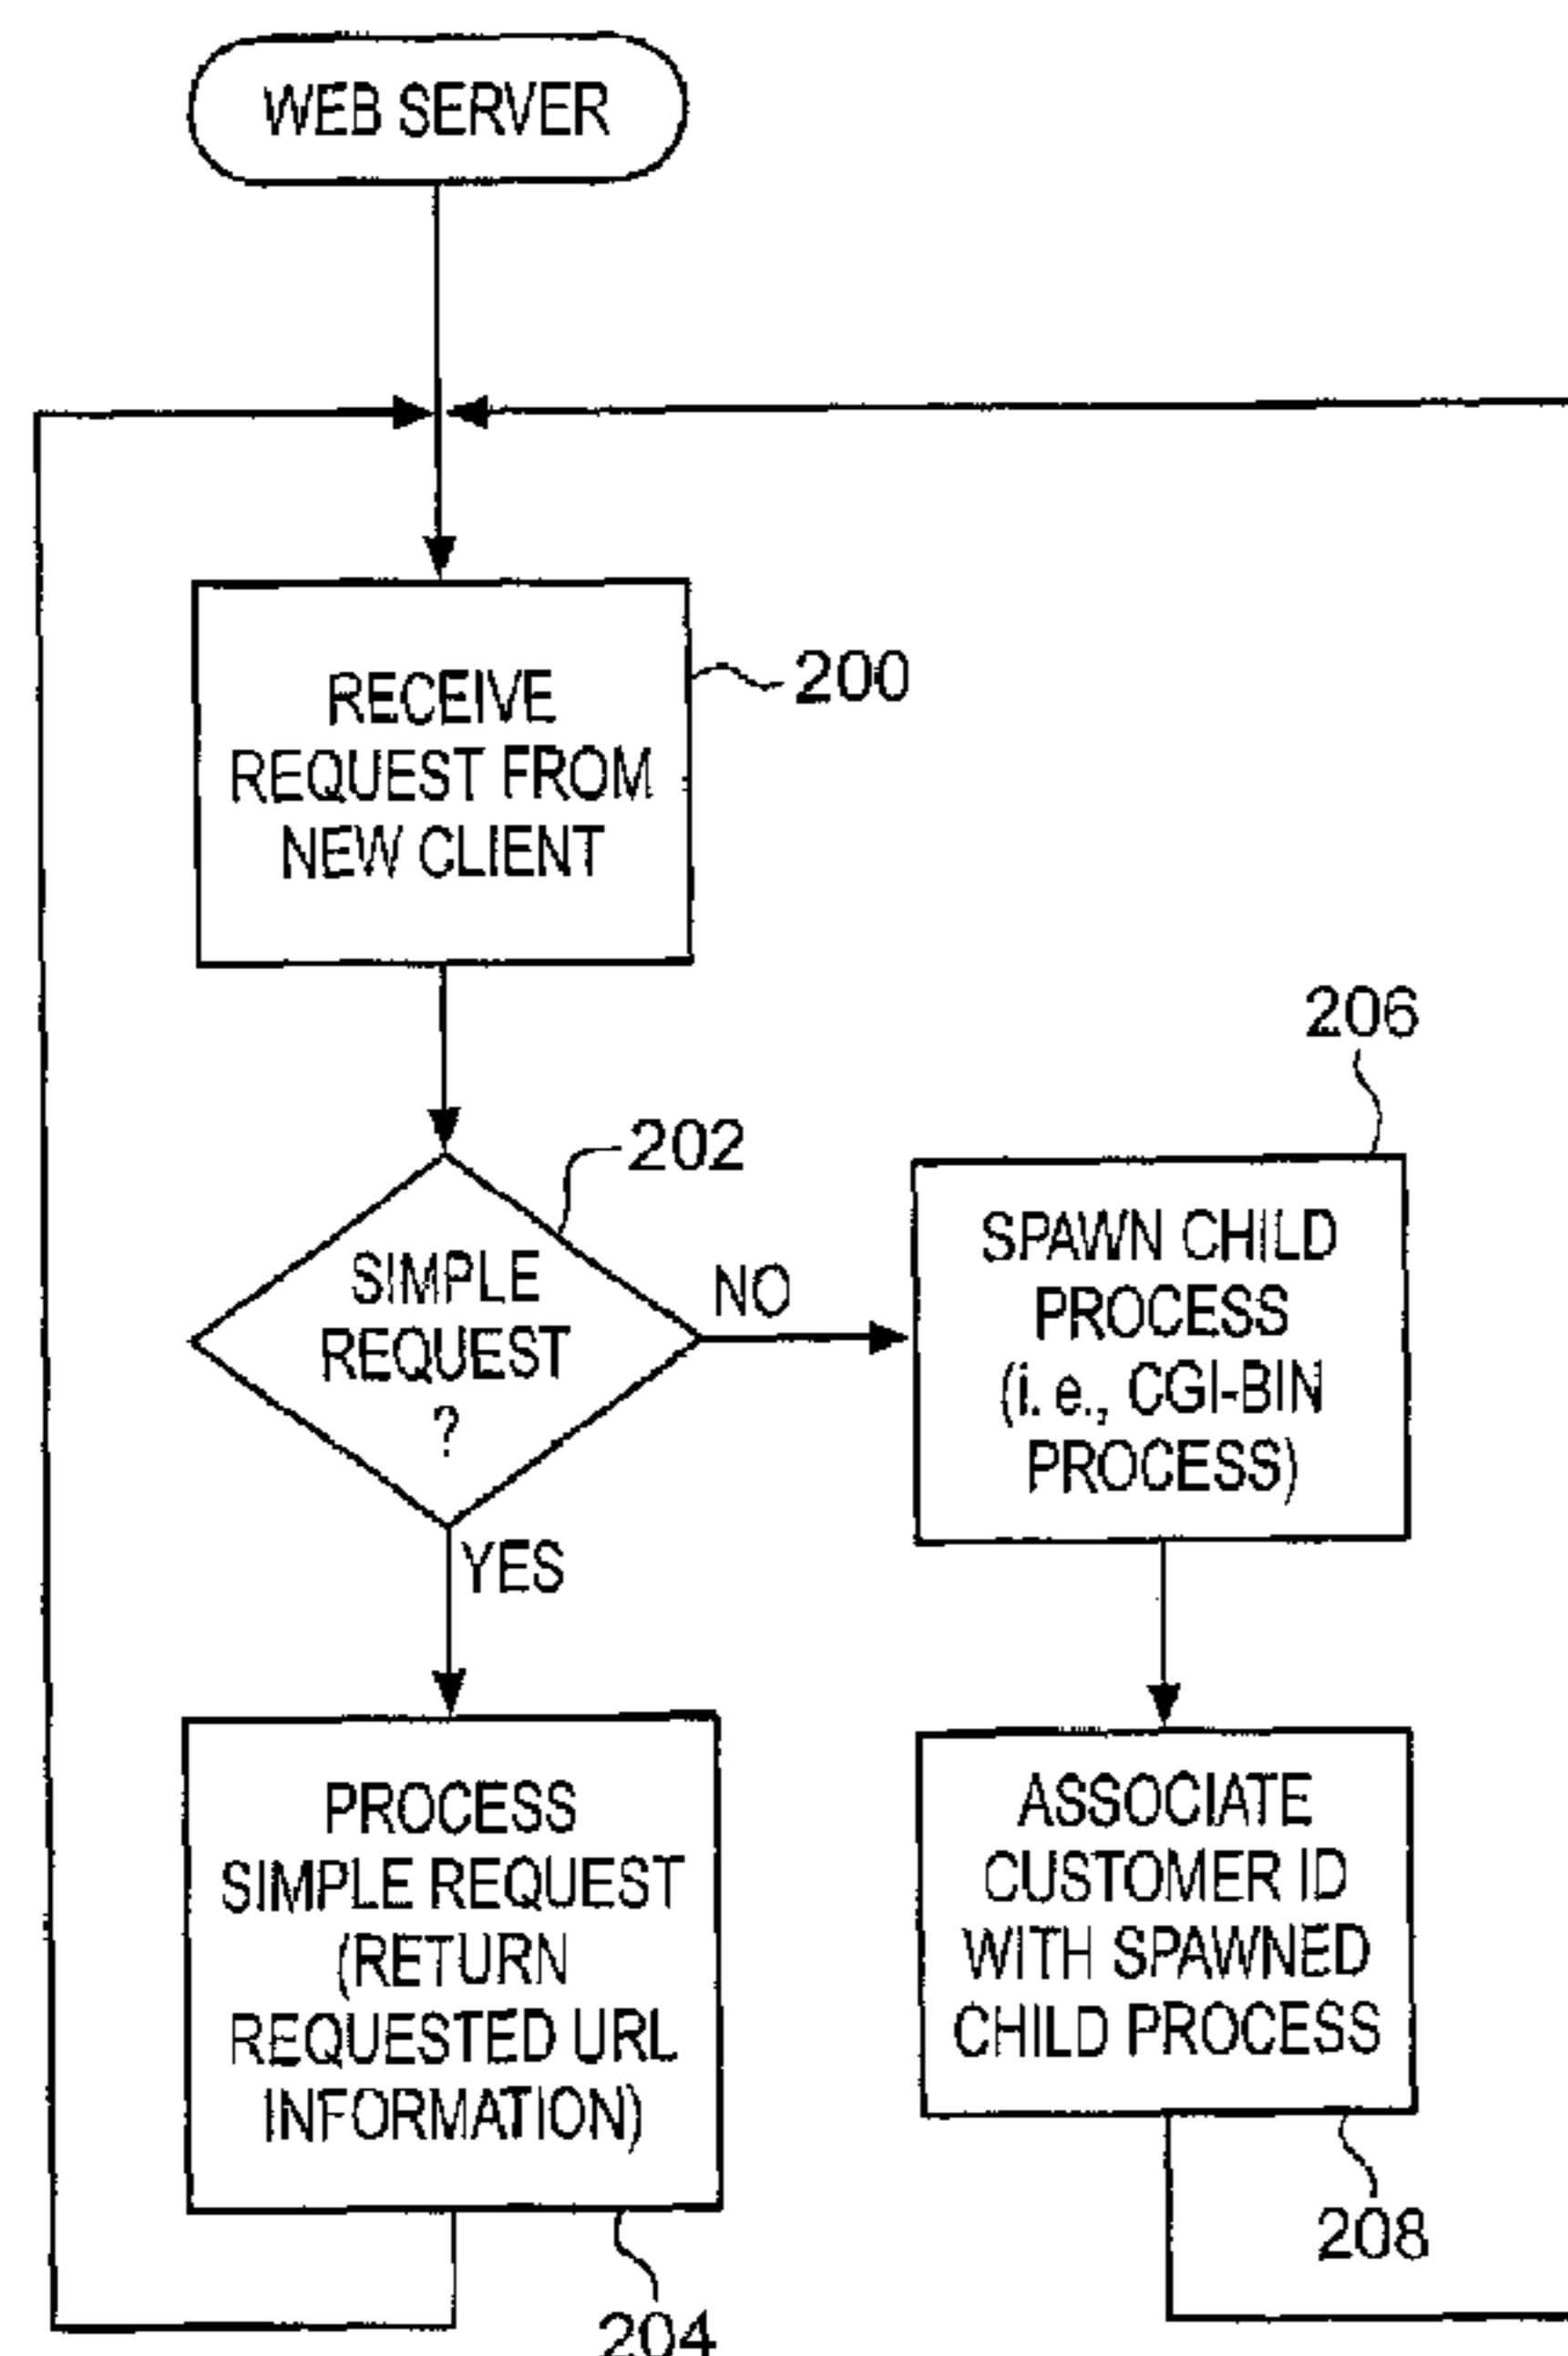 WEB SERVER
RECEIVE
REQUEST FROM
NEW CLIENT
200
202
SIMPLE
REQUEST
?
NO
YES
206
SPAWN CHILD
PROCESS
(i. e., CGI-BIN
PROCESS)
PROCESS
SIMPLE REQUEST
(RETURN
REQUESTED URL
INFORMATION)
204
ASSOCIATE
CUSTOMER ID
WITH SPAWNED
CHILD PROCESS
208